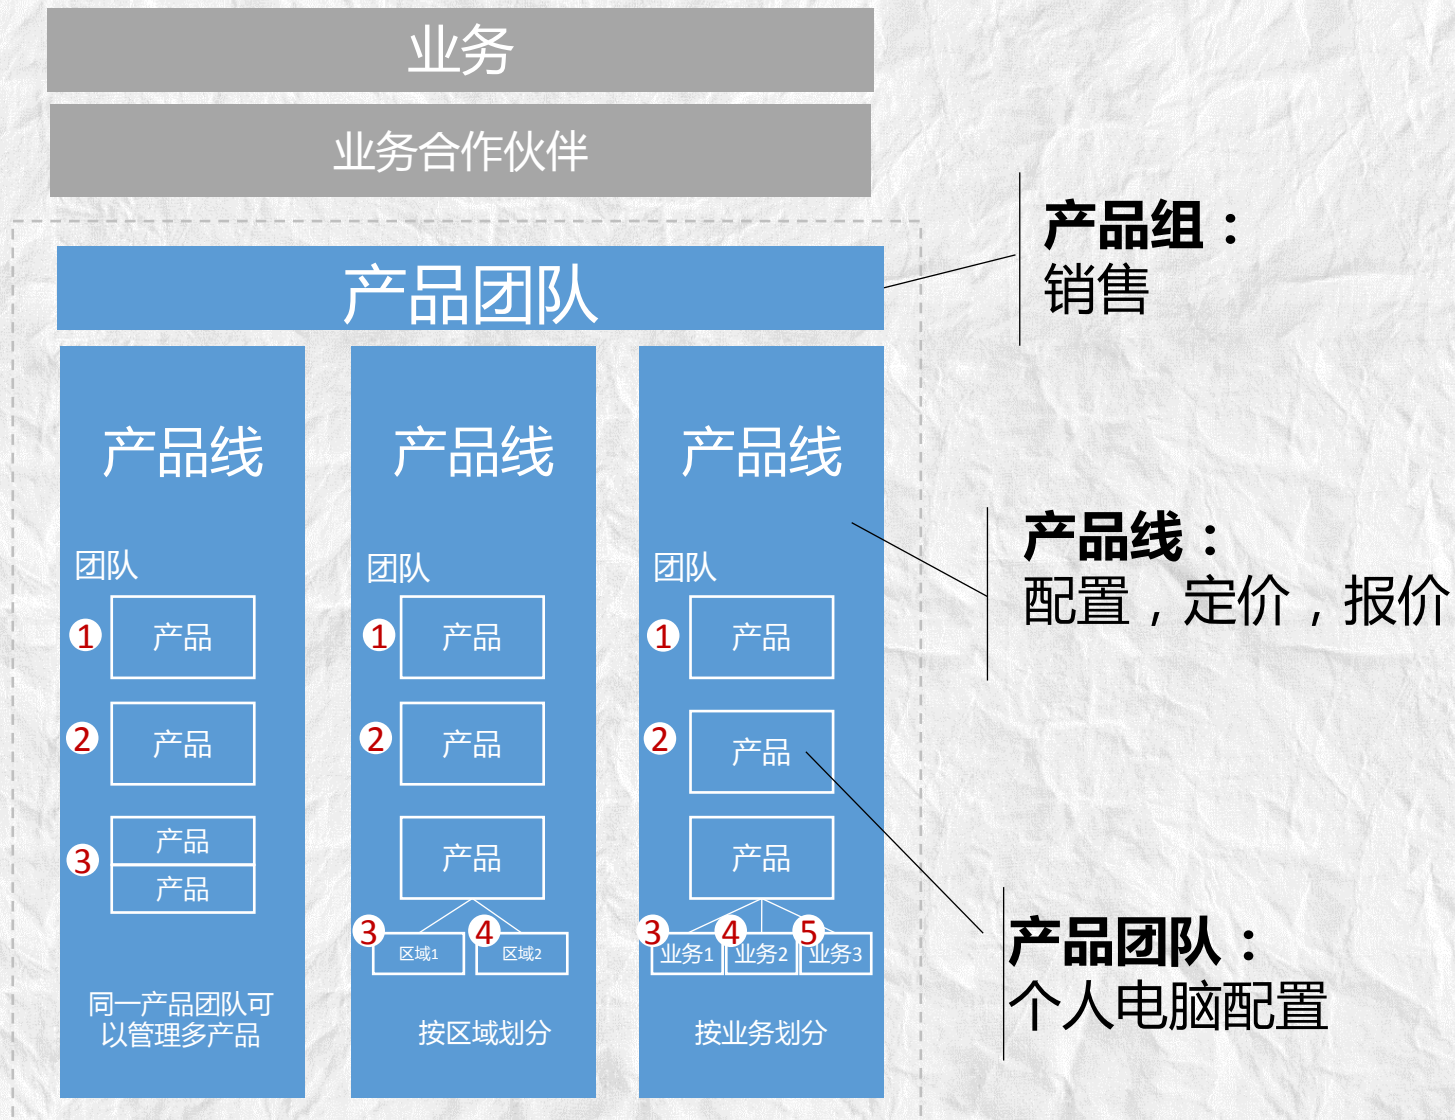 业务
业务合作伙伴
产品团队
产品线
团队
1
产品
2
产品
3
产品
产品
同一产品团队可
以管理多产品
产品线
团队
1
产品
2
产品
产品
3
区域1
4
区域2
按区域划分
产品线
团队
1
产品
2
产品
产品
3
业务1
4
业务2
5
业务3
按业务划分
产品组：
销售
产品线：
配置，定价，报价
产品团队：
个人电脑配置